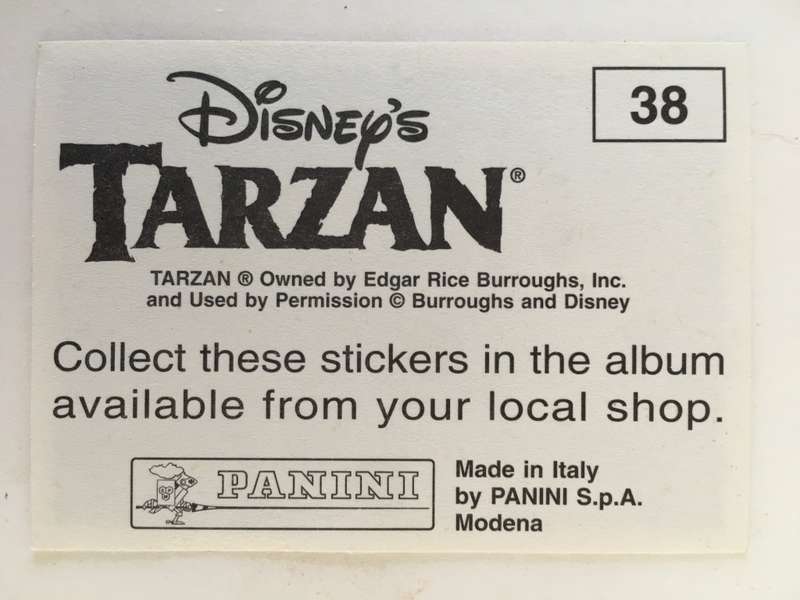 Disney's
38
TARZAN®
TARZAN ® Owned by Edgar Rice Burroughs, Inc.
and Used by Permission © Burroughs and Disney
Collect these stickers in the album
available from your local shop.
PANINI
Made in Italy
by PANINI S.p.A.
Modena